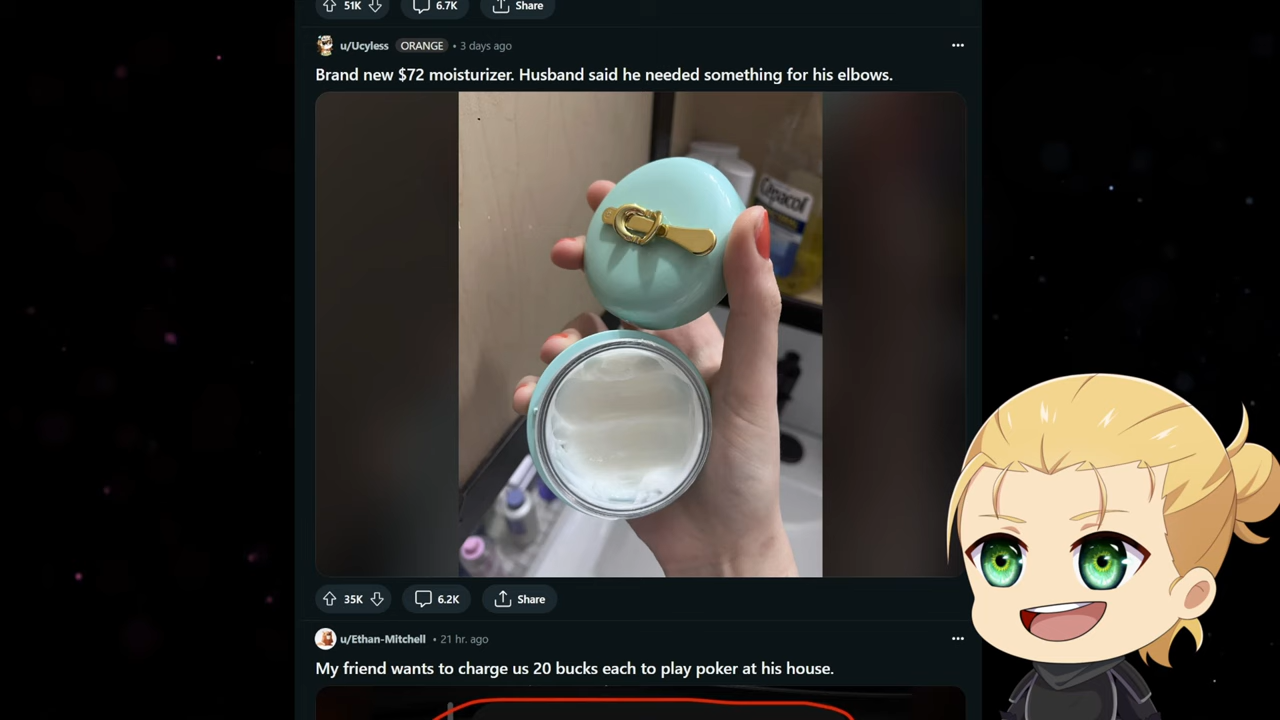 51K 6.7K Share
u/Ucyless ORANGE • 3 days ago
Brand new $72 moisturizer. Husband said he needed something for his elbows.
Cepacol
35K 6.2K Share
u/Ethan-Mitchell • 21 hr. ago
My friend wants to charge us 20 bucks each to play poker at his house.